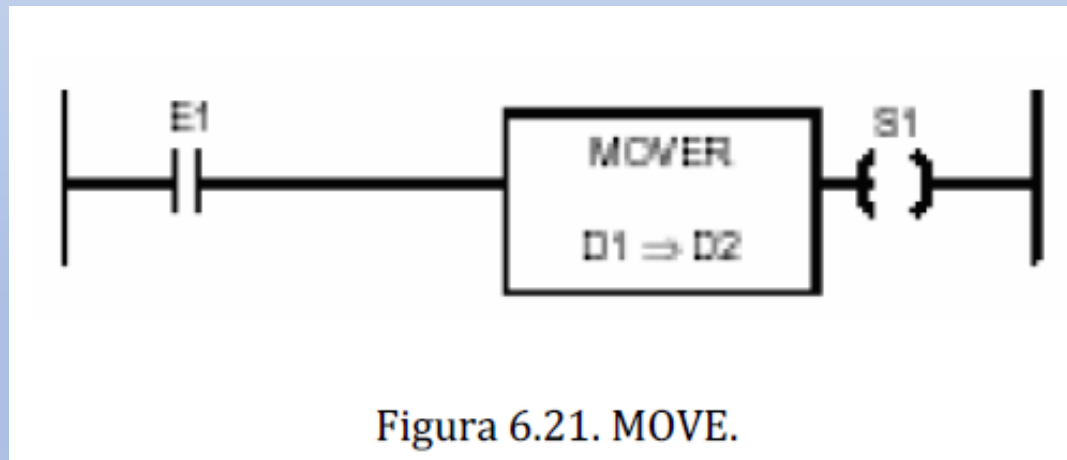 E1
MOVER
S1
D1 ⇒ D2
Figura 6.21. MOVE.